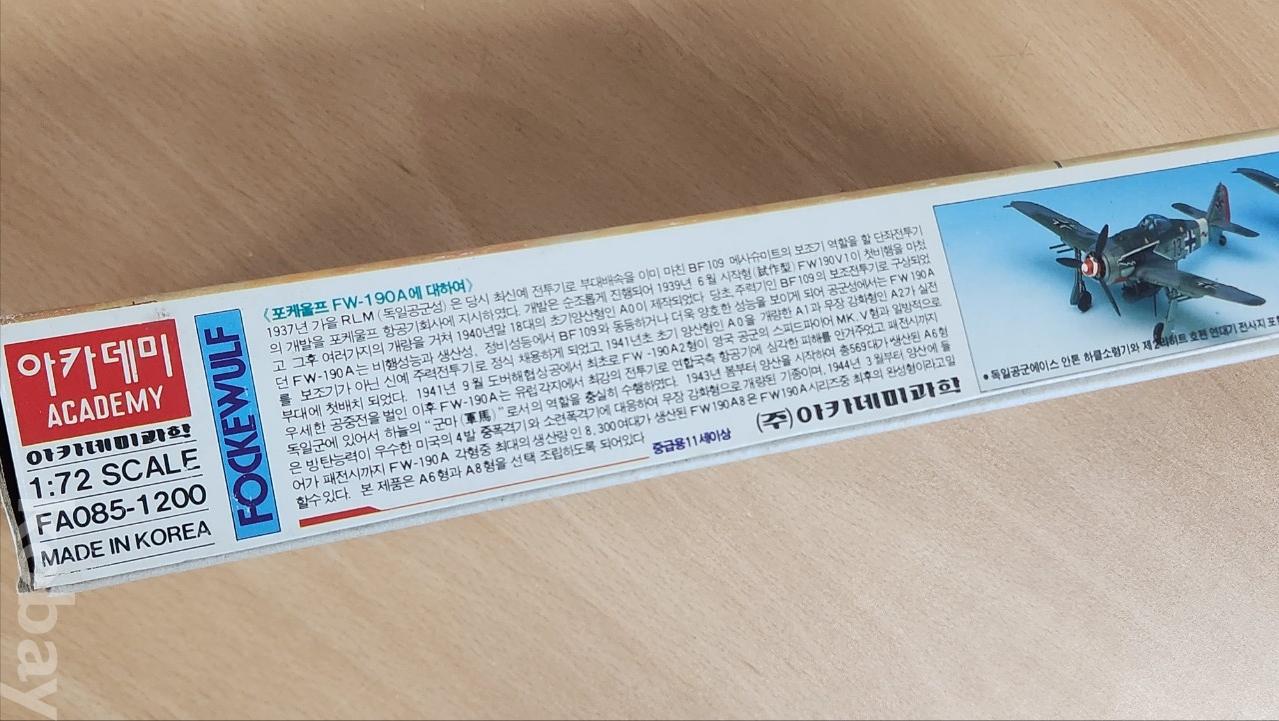 아카데미
ACADEMY
아카데미과학
1:72 SCALE
FA085-1200
MADE IN KOREA
FOCKEWULF
《포케울프 FW-190A에 대하여》
1937년 가을 RLM (독일공군성) 은 당시 최신예 전투기로 부대배속을 이미 마친 BF109 메사슈미트의 보조기 역할을 할 단좌전투기
의 개발을 포케울프 항공기회사에 지시하였다. 개발은 순조롭게 진행되어 1939년 6월 시작형(試作型) FW190V1이 첫비행을 마쳤
고 그후 여러가지의 개량을 거쳐 1940년말 18대의 초기양산형인 A0이 제작되었다. 당초 주력기인 BF109의 보조전투기로 구상되었
던 FW-190A는 비행성능과 생산성, 정비성등에서 BF109와 동등하거나 더욱 양호한 성능을 보이게 되어 공군성에서는 FW190A
를 보조기가 아닌 신예 주력전투기로 정식 채용하게 되었고, 1941년초 초기 양산형인 A0을 개량한 A1과 무장 강화형인 A2가 실전
부대에 첫배치 되었다. 1941년 9월 도버해협상공에서 최초로 FW-190A2형이 영국 공군의 스피드파이어 MK.V형과 일방적으로
우세한 공중전을 벌인 이후 FW-190A는 유럽 각지에서 최강의 전투기로 연합국측 항공기에 심각한 피해를 안겨주었고 패전시까지
독일군에 있어서 하늘의 "군마(軍馬)"로서의 역할을 충실히 수행하였다. 1943년 봄부터 양산을 시작하여 총569대가 생산된 A6형
은 방탄능력이 우수한 미국의 4발 중폭격기와 소련폭격기에 대응하여 무장 강화형으로 개량된 기종이며, 1944년 3월부터 양산에 들
어가 패전시까지 FW-190A 각형중 최대의 생산량인 8,300여대가 생산된 FW190A8은 FW190A시리즈중 최후의 완성형이라고말
할수있다. 본 제품은 A6형과 A8형을 선택 조립하도록 되어있다
중급용11세이상
(주)아카데미과학
• 독일공군에이스 안톤 하클소령기와 제2리히트 호펜 연대기 전사지 포
bay